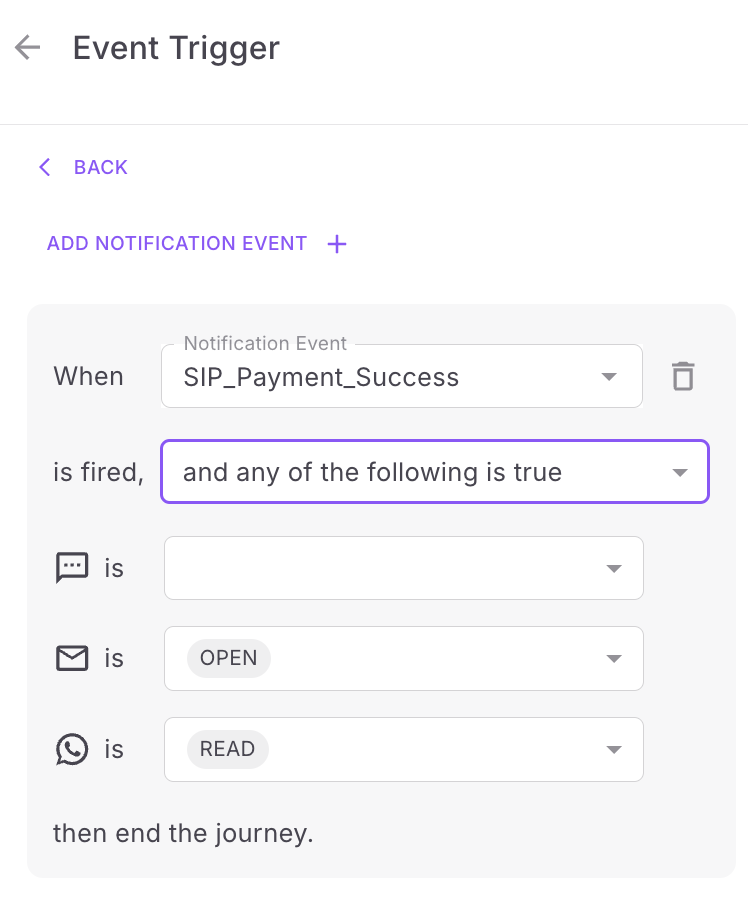 Event Trigger
BACK
ADD NOTIFICATION EVENT +
Notification Event
When SIP_Payment_Success
is fired, and any of the following is true
is
is OPEN
is READ
then end the journey.